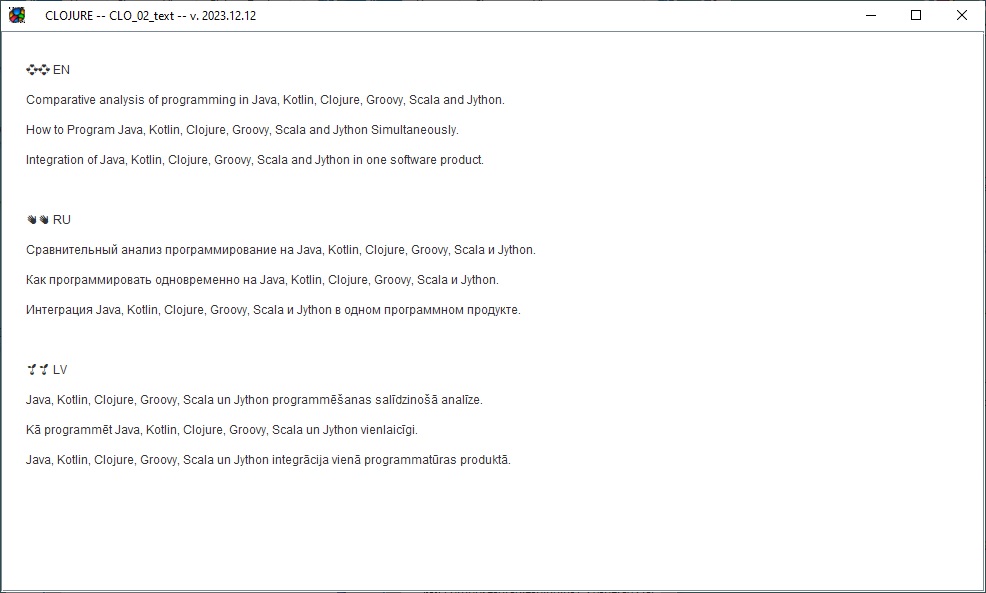 CLOJURE -- CLO_02_text -- v. 2023.12.12
EN
Comparative analysis of programming in Java, Kotlin, Clojure, Groovy, Scala and Jython.
How to Program Java, Kotlin, Clojure, Groovy, Scala and Jython Simultaneously.
Integration of Java, Kotlin, Clojure, Groovy, Scala and Jython in one software product.
👋👋 RU
Сравнительный анализ программирование на Java, Kotlin, Clojure, Groovy, Scala и Jython.
Как программировать одновременно на Java, Kotlin, Clojure, Groovy, Scala и Jython.
Интеграция Java, Kotlin, Clojure, Groovy, Scala и Jython в одном программном продукте.
🌱🌱 LV
Java, Kotlin, Clojure, Groovy, Scala un Jython programmēšanas salīdzinošā analīze.
Kā programmēt Java, Kotlin, Clojure, Groovy, Scala un Jython vienlaicīgi.
Java, Kotlin, Clojure, Groovy, Scala un Jython integrācija vienā programmatūras produktā.